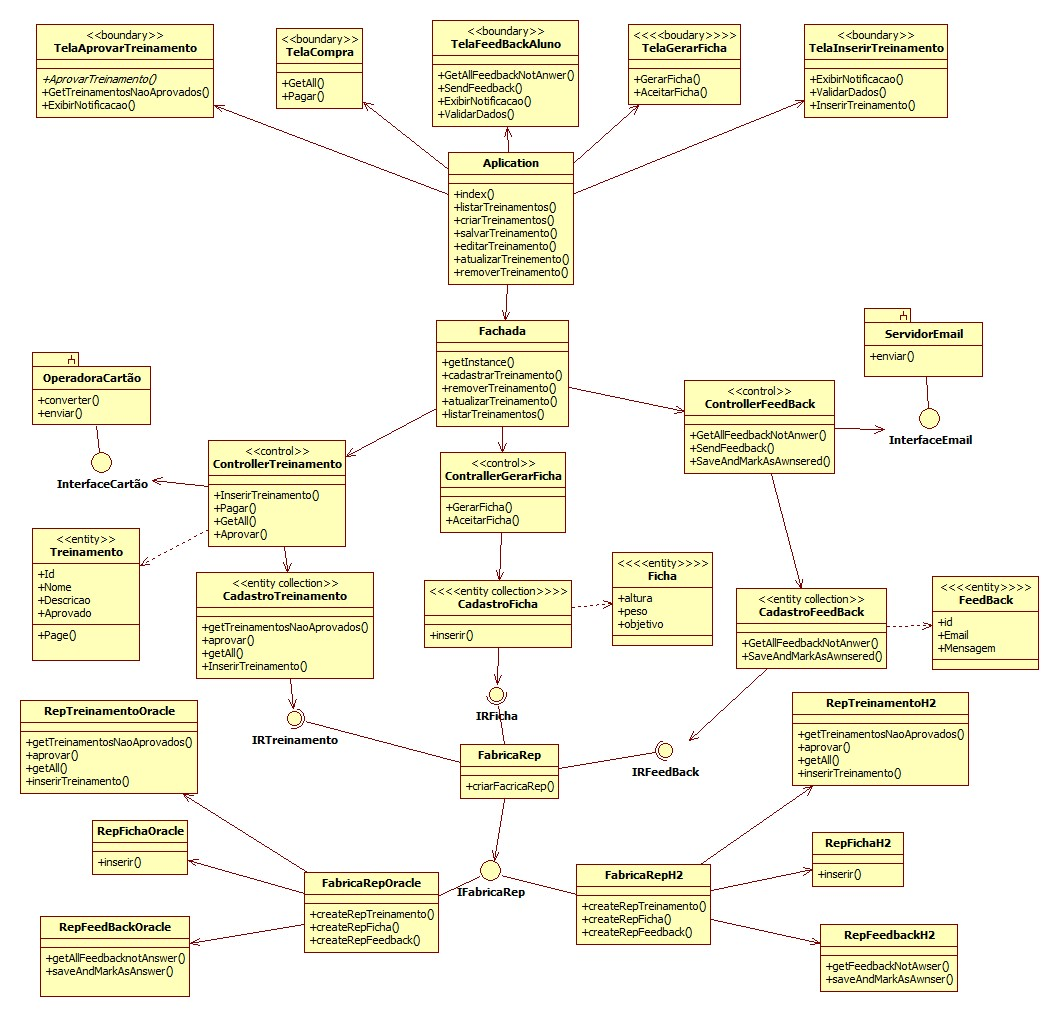 <<boundary>>
TelaAprovarTreinamento
+AprovarTreinamento()
+GetTreinamentosNaoAprovados()
+ExibirNotificacao()
<<boundary>>
TelaCompra
+GetAll()
+Pagar()
<<boundary>>
TelaFeedBackAluno
+GetAllFeedbackNotAnwer()
+SendFeedback()
+ExibirNotificacao()
+ValidarDados()
<<<<boudary>>>>
TelaGerarFicha
+GerarFicha()
+AceitarFicha()
<<boundary>>
TelaInserirTreinamento
+ExibirNotificacao()
+ValidarDados()
+InserirTreinamento()
Aplication
+index()
+listarTreinamentos()
+criarTreinamentos()
+salvarTreinamento()
+editarTreinamento()
+atualizarTreinemento()
+removerTreinamento()
Fachada
+getInstance()
+cadastrarTreinamento()
+removerTreinamento()
+atualizarTreinamento()
+listarTreinamentos()
ServidorEmail
+enviar()
InterfaceEmail
OperadoraCartão
+converter()
+enviar()
InterfaceCartão
<<control>>
ControllerFeedBack
+GetAllFeedbackNotAnwer()
+SendFeedback()
+SaveAndMarkAsAwnsered()
<<control>>
ControllerTreinamento
+InserirTreinamento()
+Pagar()
+GetAll()
+Aprovar()
<<control>>
ContrallerGerarFicha
+GerarFicha()
+AceitarFicha()
<<entity>>
Treinamento
+Id
+Nome
+Descricao
+Aprovado
+Page()
<<entity collection>>
CadastroTreinamento
+getTreinamentosNaoAprovados()
+aprovar()
+getAll()
+InserirTreinamento()
<<<<entity collection>>>>
CadastroFicha
+inserir()
<<<<entity>>>>
Ficha
+altura
+peso
+objetivo
<<entity collection>>
CadastroFeedBack
+GetAllFeedbackNotAnwer()
+SaveAndMarkAsAwnsered()
<<<<entity>>>>
FeedBack
+id
+Email
+Mensagem
IRTreinamento
IRFicha
IRFeedBack
RepTreinamentoOracle
+getTreinamentosNaoAprovados()
+aprovar()
+getAll()
+inserirTreinamento()
FabricaRep
+criarFacricaRep()
RepTreinamentoH2
+getTreinamentosNaoAprovados()
+aprovar()
+getAll()
+inserirTreinamento()
RepFichaOracle
+inserir()
RepFichaH2
+inserir()
IFabricaRep
FabricaRepOracle
+createRepTreinamento()
+createRepFicha()
+createRepFeedback()
FabricaRepH2
+createRepTreinamento()
+createRepFicha()
+createRepFeedback()
RepFeedBackOracle
+getAllFeedbacknotAnswer()
+saveAndMarkAsAnswer()
RepFeedbackH2
+getFeedbackNotAwser()
+saveAndMarkAsAwnser()